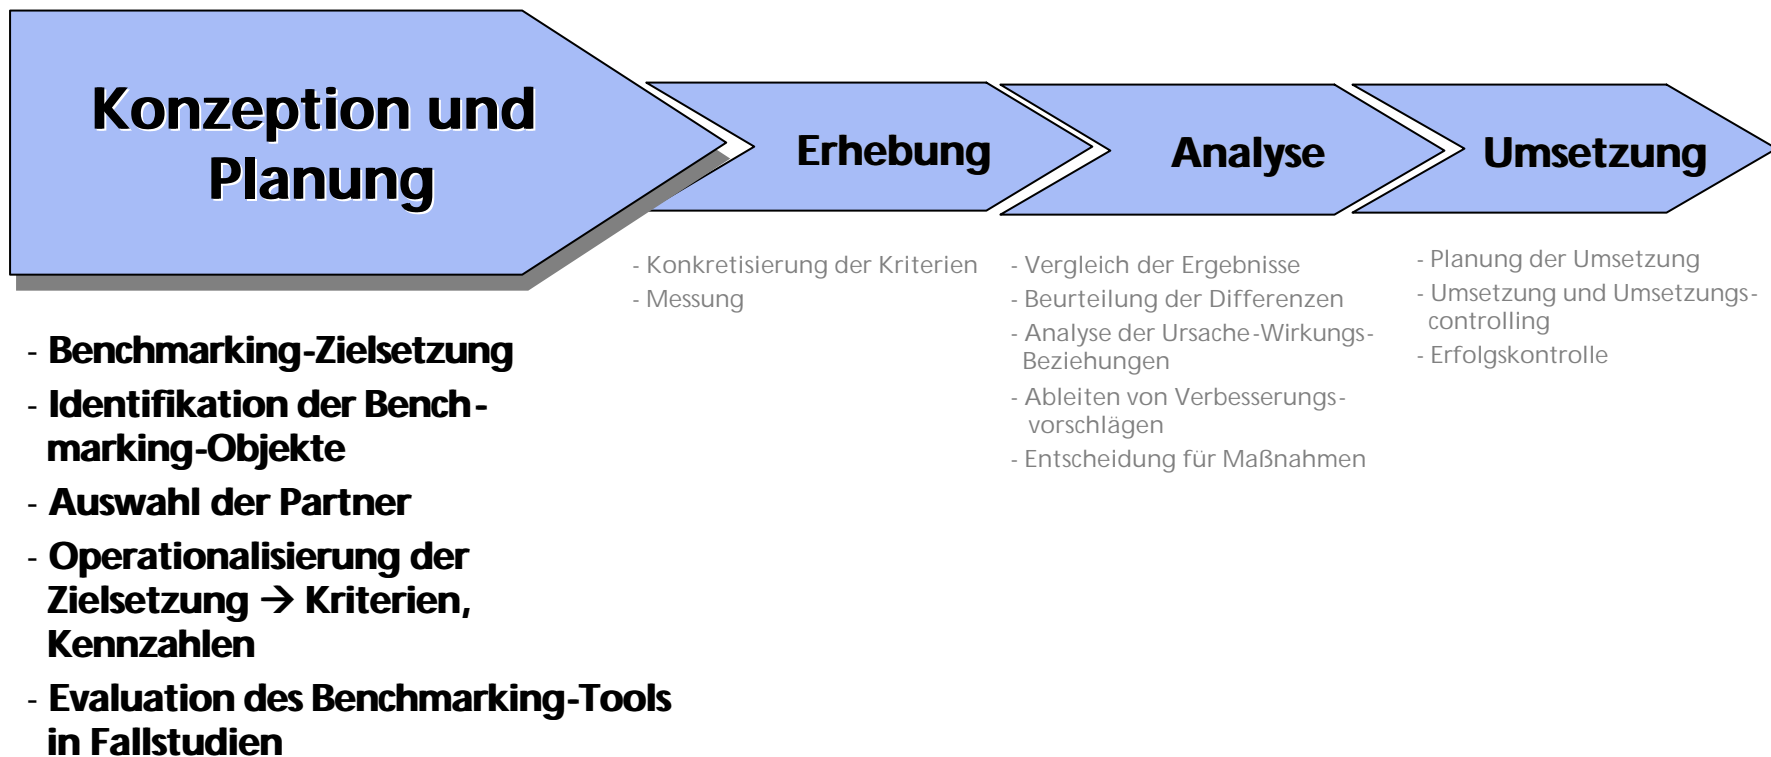 Konzeption und
Planung
Erhebung
Analyse
Umsetzung
- Benchmarking-Zielsetzung
- Identifikation der Bench-
marking-Objekte
- Auswahl der Partner
- Operationalisierung der
Zielsetzung → Kriterien,
Kennzahlen
- Evaluation des Benchmarking-Tools
in Fallstudien
- Konkretisierung der Kriterien
- Messung
- Vergleich der Ergebnisse
- Beurteilung der Differenzen
- Analyse der Ursache-Wirkungs-
Beziehungen
- Ableiten von Verbesserungs-
vorschlägen
- Entscheidung für Maßnahmen
- Planung der Umsetzung
- Umsetzung und Umsetzungs-
controlling
- Erfolgskontrolle